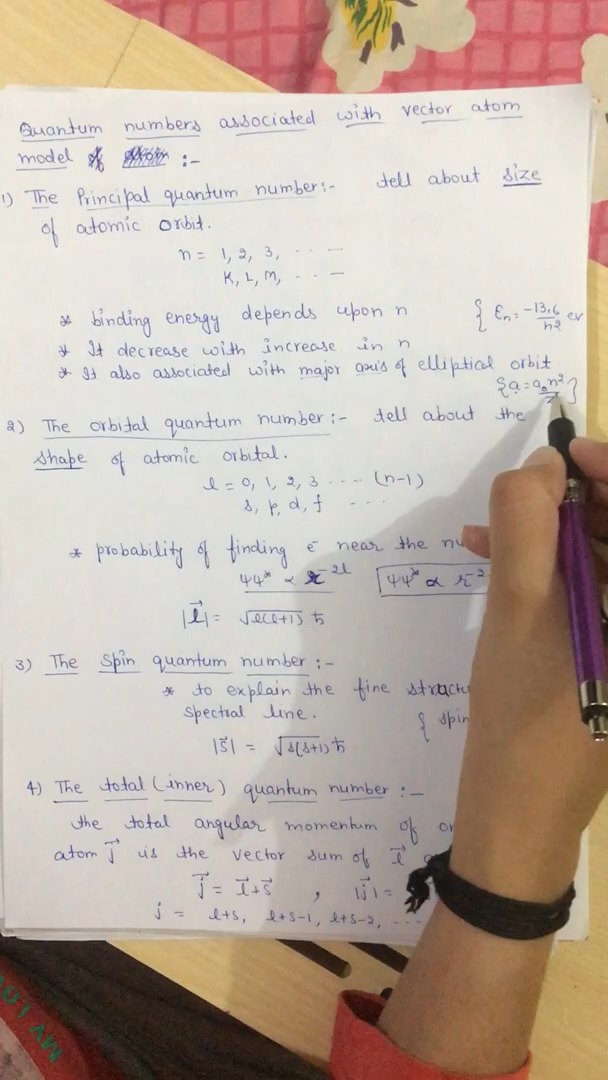 Quantum numbers associated with vector atom
model :-
1) The Principal quantum number:- tell about size
of atomic orbit.
n = 1, 2, 3, - - - —
K, L, M, - - - —
* binding energy depends upon n { En = -13.6/n2 ev
* It decrease with increase in n
* It also associated with major axis of elliptical orbit
{a = a0 n2/z}
2) The orbital quantum number :- tell about the
shape of atomic orbital.
l = 0, 1, 2, 3 ---- (n-1)
s, p, d, f - - -
* probability of finding e- near the nu
ψψ* ∝ r-2l ψψ* ∝ r-2
|l⃗| = √l(l+1) ħ
3) The Spin quantum number :-
* to explain the fine structu
spectral line. { spin
|s⃗| = √s(s+1) ħ
4) The total (inner) quantum number :-
the total angular momentum of
atom j⃗ is the vector sum of l⃗
j⃗ = l⃗+s⃗ , |j⃗| =
j = l+s, l+s-1, l+s-2, ---
MY LO